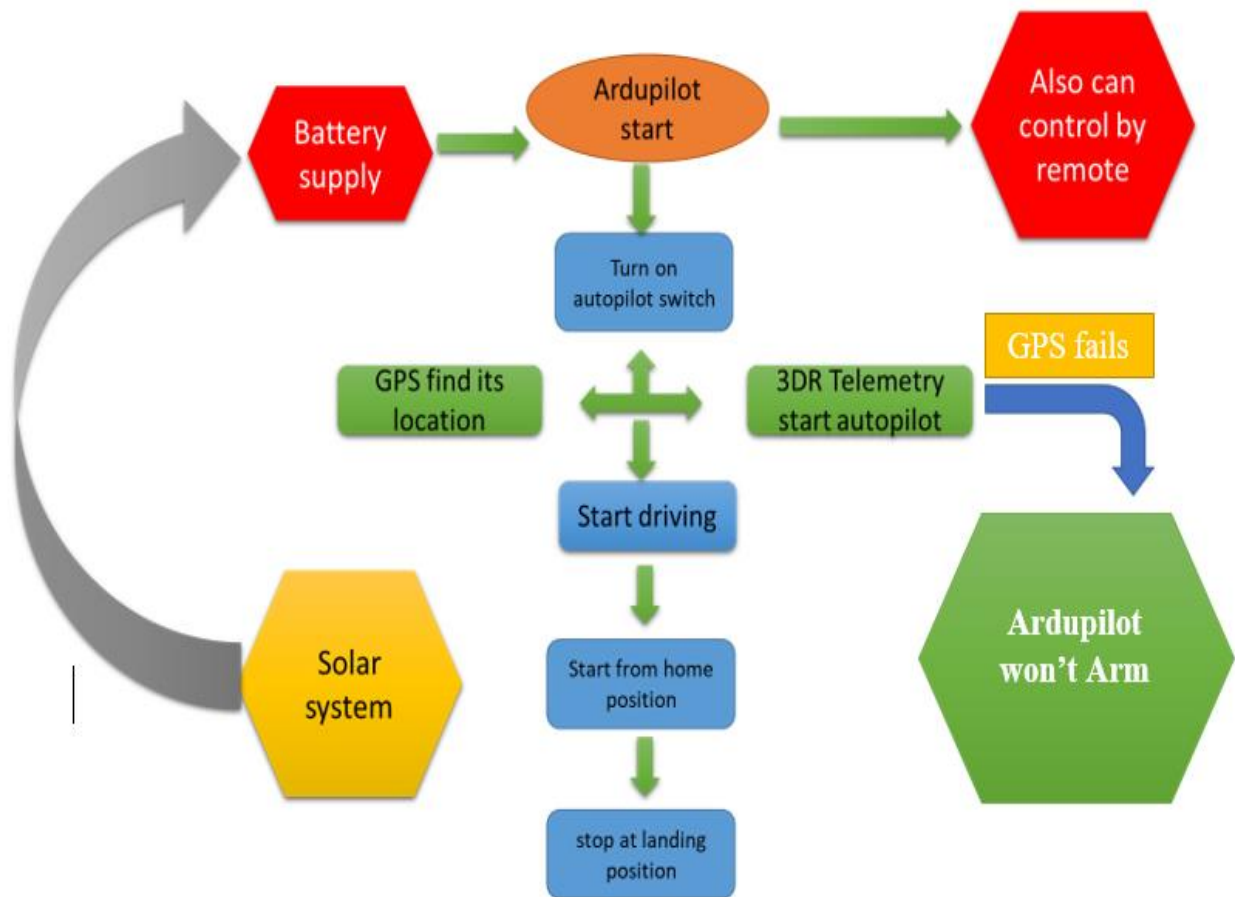 Ardupilot
start
Battery
supply
Also can
control by
remote
Turn on
autopilot switch
GPS fails
GPS find its
location
3DR Telemetry
start autopilot
Start driving
Ardupilot
won't Arm
Solar
system
Start from home
position
stop at landing
position